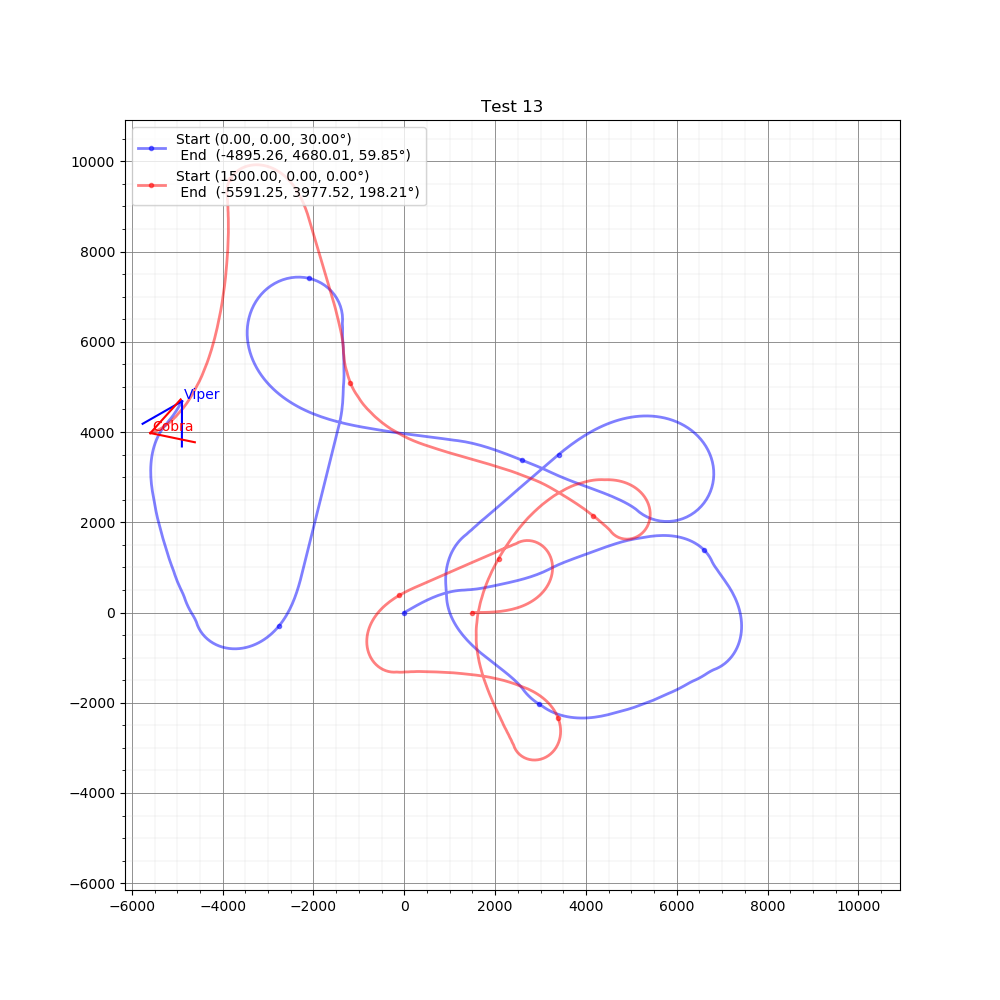 Test 13
Start (0.00, 0.00, 30.00°)
End (-4895.26, 4680.01, 59.85°)
Start (1500.00, 0.00, 0.00°)
End (-5591.25, 3977.52, 198.21°)
10000
8000
6000
4000
2000
0
−2000
−4000
−6000
Viper
Cobra
−6000 −4000 −2000 0 2000 4000 6000 8000 10000